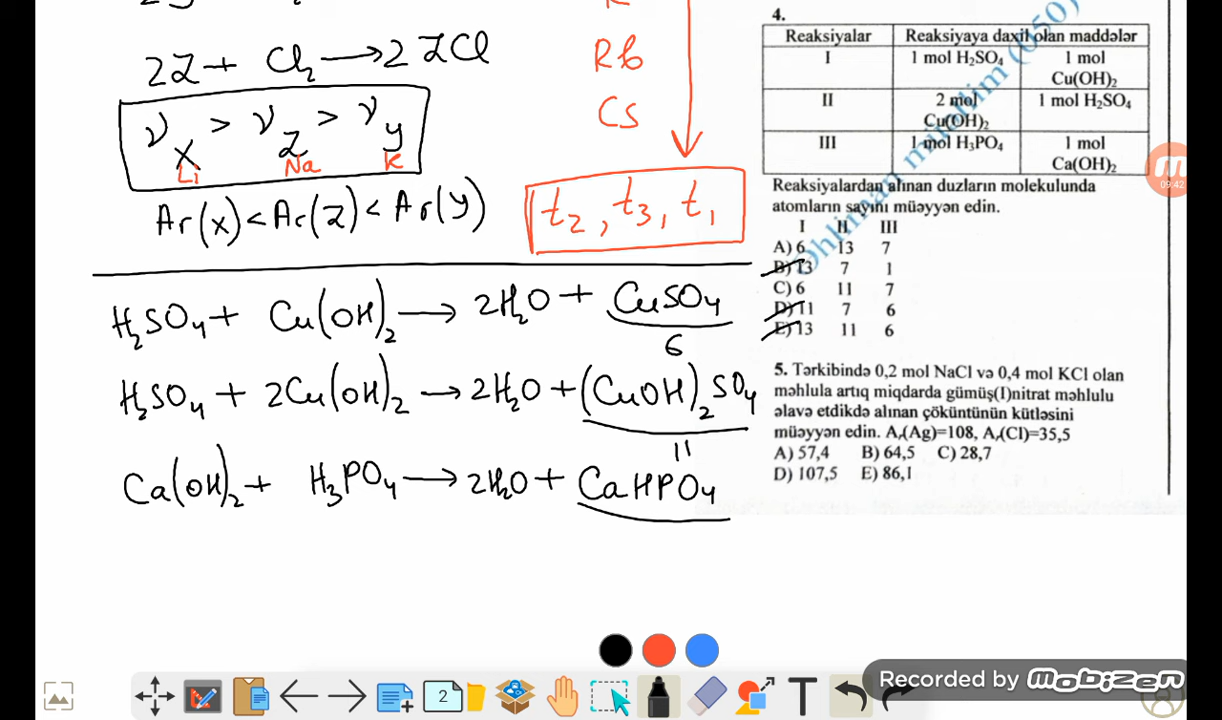 2Z + Cl₂ → 2ZCl
ν X > ν Z > ν y
Li Na K
Ar(x) < Ar(Z) < Ar(y)
Rb
Cs
t₂, t₃, t₁
H₂SO₄ + Cu(OH)₂ → 2H₂O + CuSO₄
6
H₂SO₄ + 2Cu(OH)₂ → 2H₂O + (CuOH)₂SO₄
11
Ca(OH)₂ + H₃PO₄ → 2H₂O + CaHPO₄
4.
Reaksiyalar Reaksiyaya daxil olan maddələr
I 1 mol H₂SO₄ 1 mol Cu(OH)₂
II 2 mol Cu(OH)₂ 1 mol H₂SO₄
III 1 mol H₃PO₄ 1 mol Ca(OH)₂
Reaksiyalardan alınan duzların molekulunda
atomların sayını müəyyən edin.
I II III
A) 6 13 7
B) 13 7 1
C) 6 11 7
D) 11 7 6
E) 13 11 6
5. Tərkibində 0,2 mol NaCl və 0,4 mol KCl olan
məhlula artıq miqdarda gümüş(I)nitrat məhlulu
əlavə etdikdə alınan çöküntünün kütləsini
müəyyən edin. Aᵣ(Ag)=108, Aᵣ(Cl)=35,5
A) 57,4 B) 64,5 C) 28,7
D) 107,5 E) 86,1
09:42
2
T
Recorded by mobizen